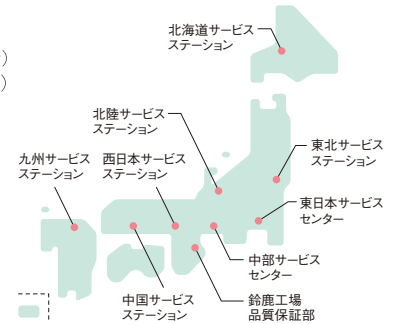 北海道サービス
ステーション
)
)
北陸サービス
ステーション
東北サービス
ステーション
九州サービス
ステーション
西日本サービス
ステーション
東日本サービス
センター
中部サービス
センター
中国サービス
ステーション
鈴鹿工場
品質保証部